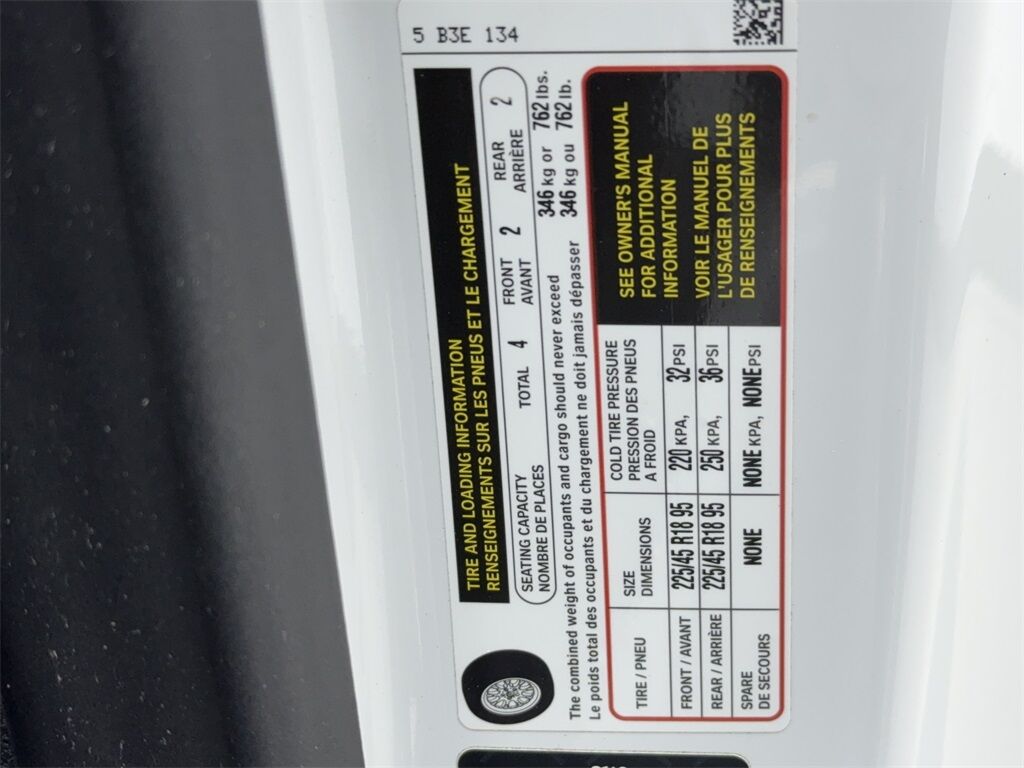 5 B3E 134
TIRE AND LOADING INFORMATION
RENSEIGNEMENTS SUR LES PNEUS ET LE CHARGEMENT
SEATING CAPACITY TOTAL 4 FRONT 2 REAR 2
NOMBRE DE PLACES AVANT ARRIÈRE
The combined weight of occupants and cargo should never exceed 346 kg or 762 lbs.
Le poids total des occupants et du chargement ne doit jamais dépasser 346 kg ou 762 lb.
TIRE / PNEU
SIZE
DIMENSIONS
COLD TIRE PRESSURE
PRESSION DES PNEUS
A FROID
FRONT / AVANT 225/45 R18 95 220 KPA, 32 PSI
REAR / ARRIÈRE 225/45 R18 95 250 KPA, 36 PSI
SPARE
DE SECOURS
NONE NONE KPA, NONE PSI
SEE OWNER'S MANUAL
FOR ADDITIONAL
INFORMATION
VOIR LE MANUEL DE
L'USAGER POUR PLUS
DE RENSEIGNEMENTS